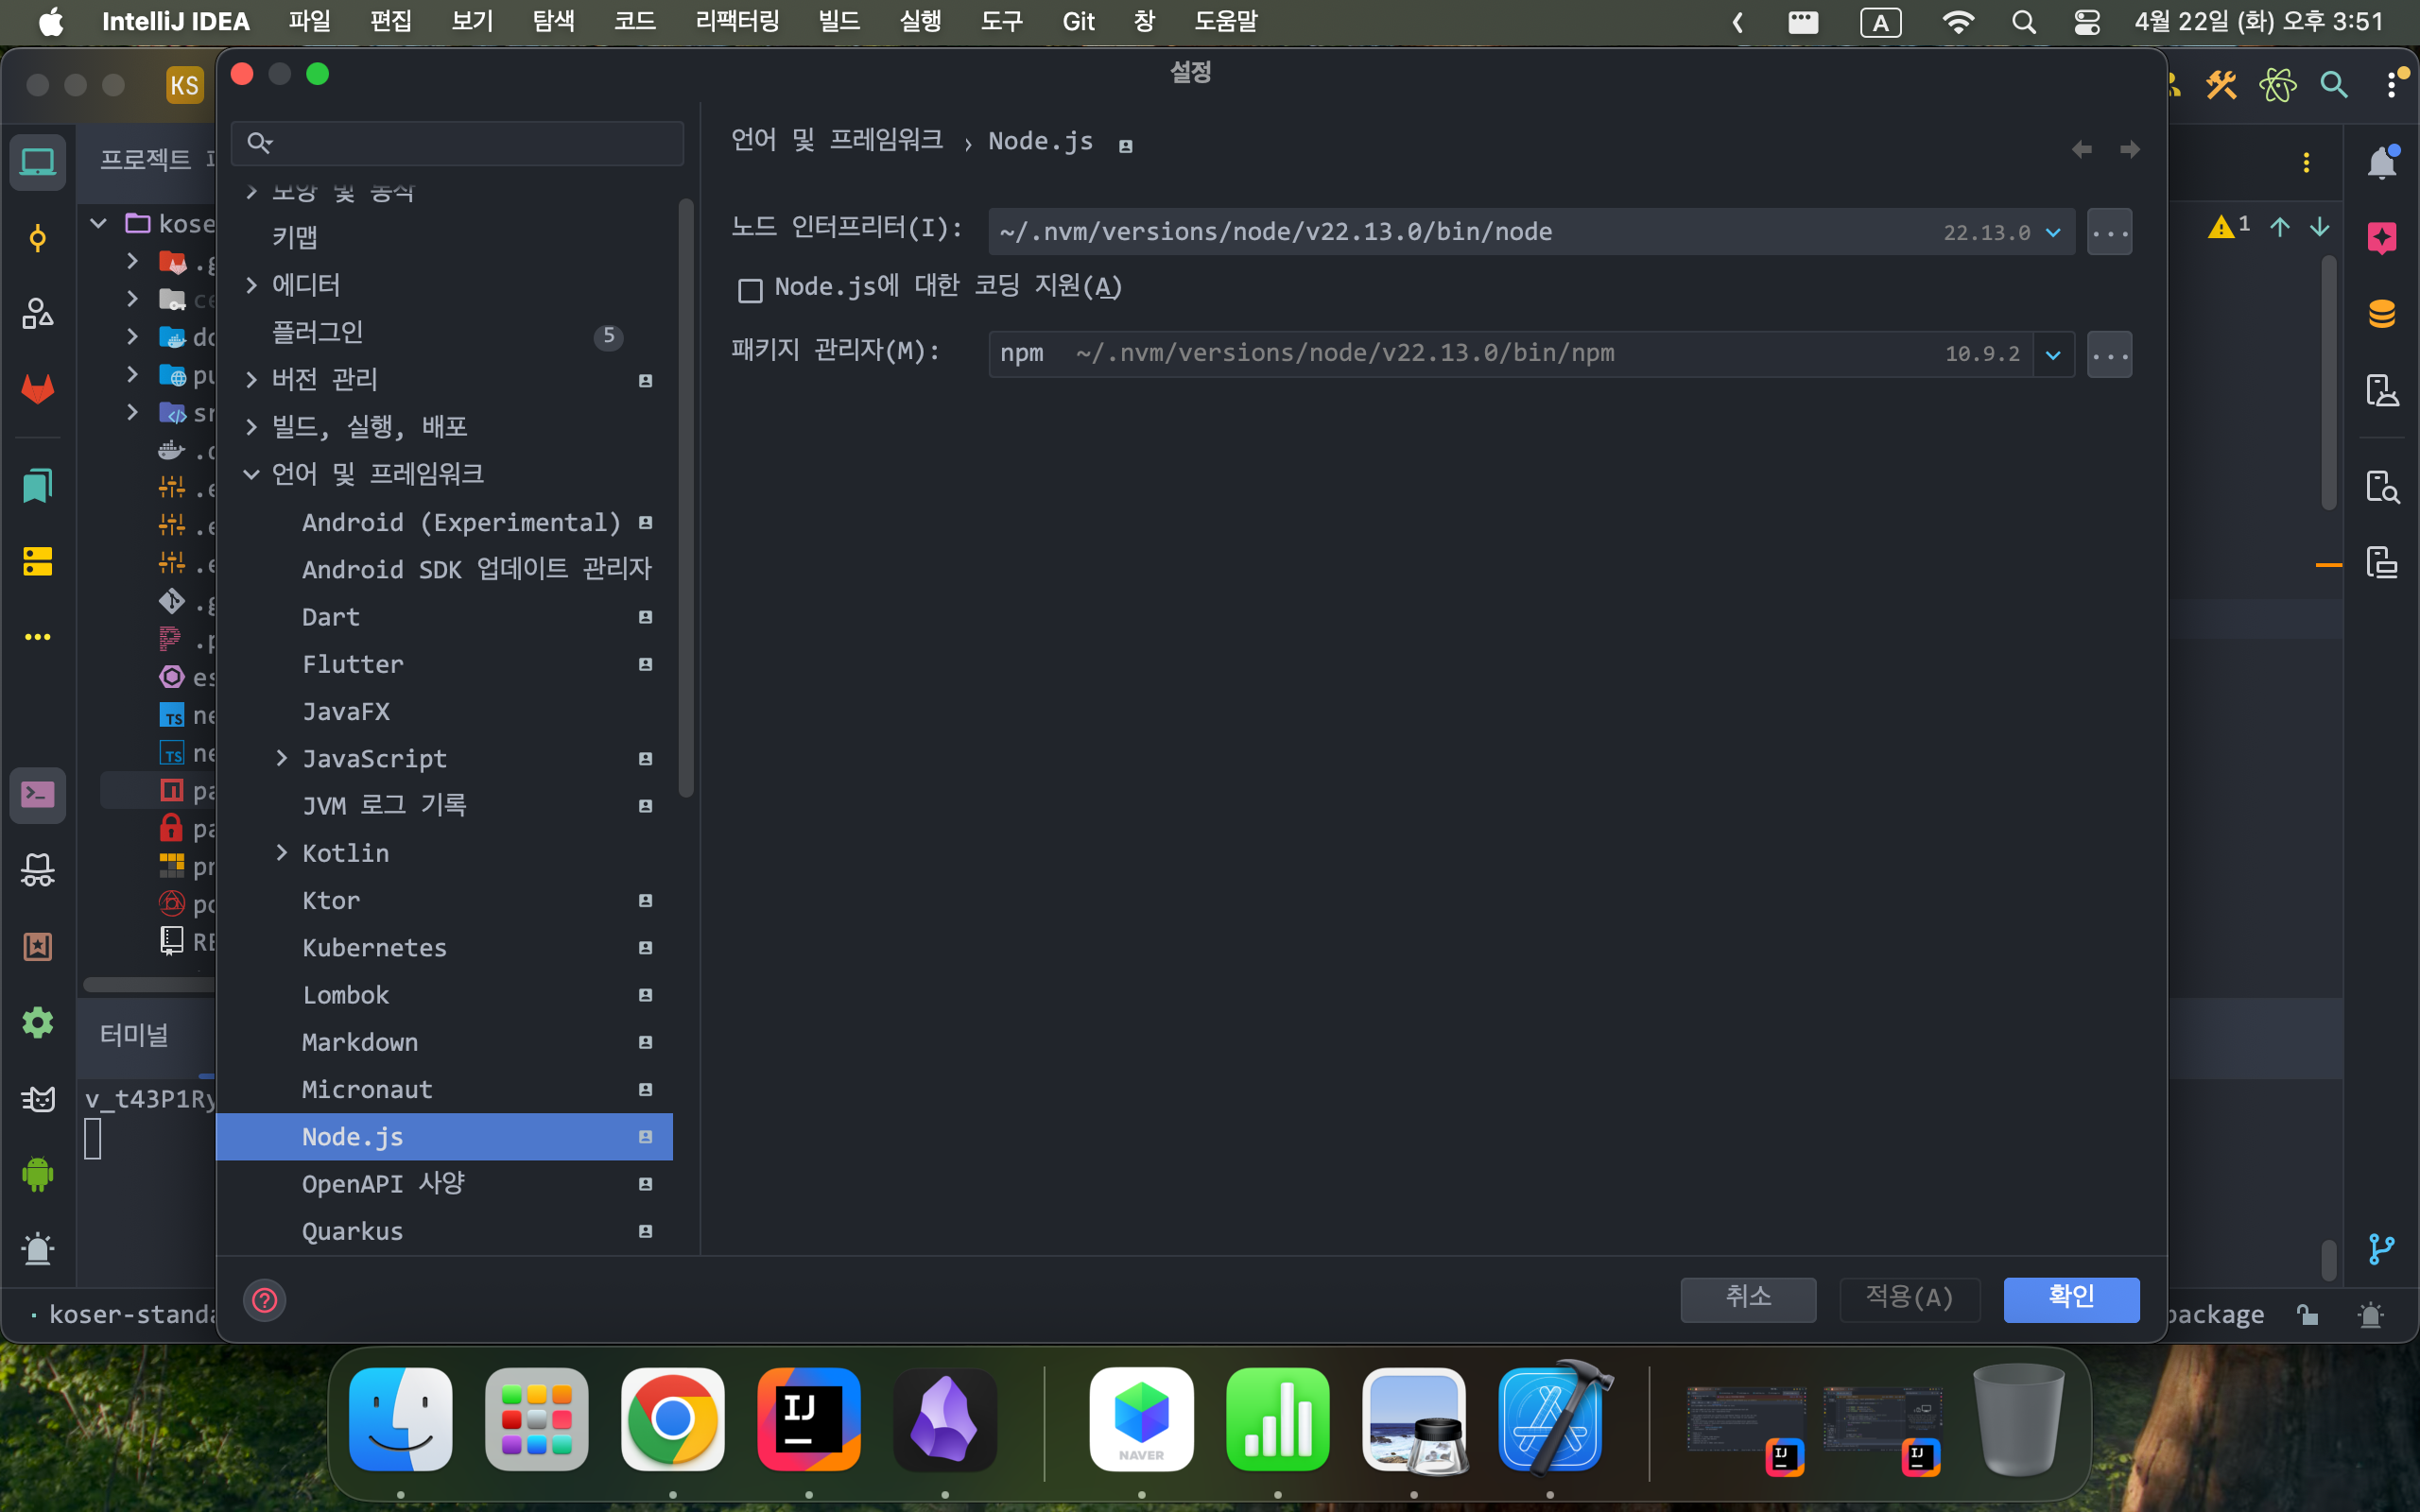 IntelliJ IDEA 파일 편집 보기 탐색 코드 리팩터링 빌드 실행 도구 Git 창 도움말 A 4월 22일 (화) 오후 3:51
KS
설정
프로젝트
언어 및 프레임워크 › Node.js
모양 및 동작
키맵
에디터
플러그인 5
버전 관리
빌드, 실행, 배포
언어 및 프레임워크
Android (Experimental)
Android SDK 업데이트 관리자
Dart
Flutter
JavaFX
JavaScript
JVM 로그 기록
Kotlin
Ktor
Kubernetes
Lombok
Markdown
Micronaut
Node.js
OpenAPI 사양
Quarkus
노드 인터프리터(I): ~/.nvm/versions/node/v22.13.0/bin/node 22.13.0 ...
Node.js에 대한 코딩 지원(A)
패키지 관리자(M): npm ~/.nvm/versions/node/v22.13.0/bin/npm 10.9.2 ...
1
터미널
취소 적용(A) 확인
package
NAVER